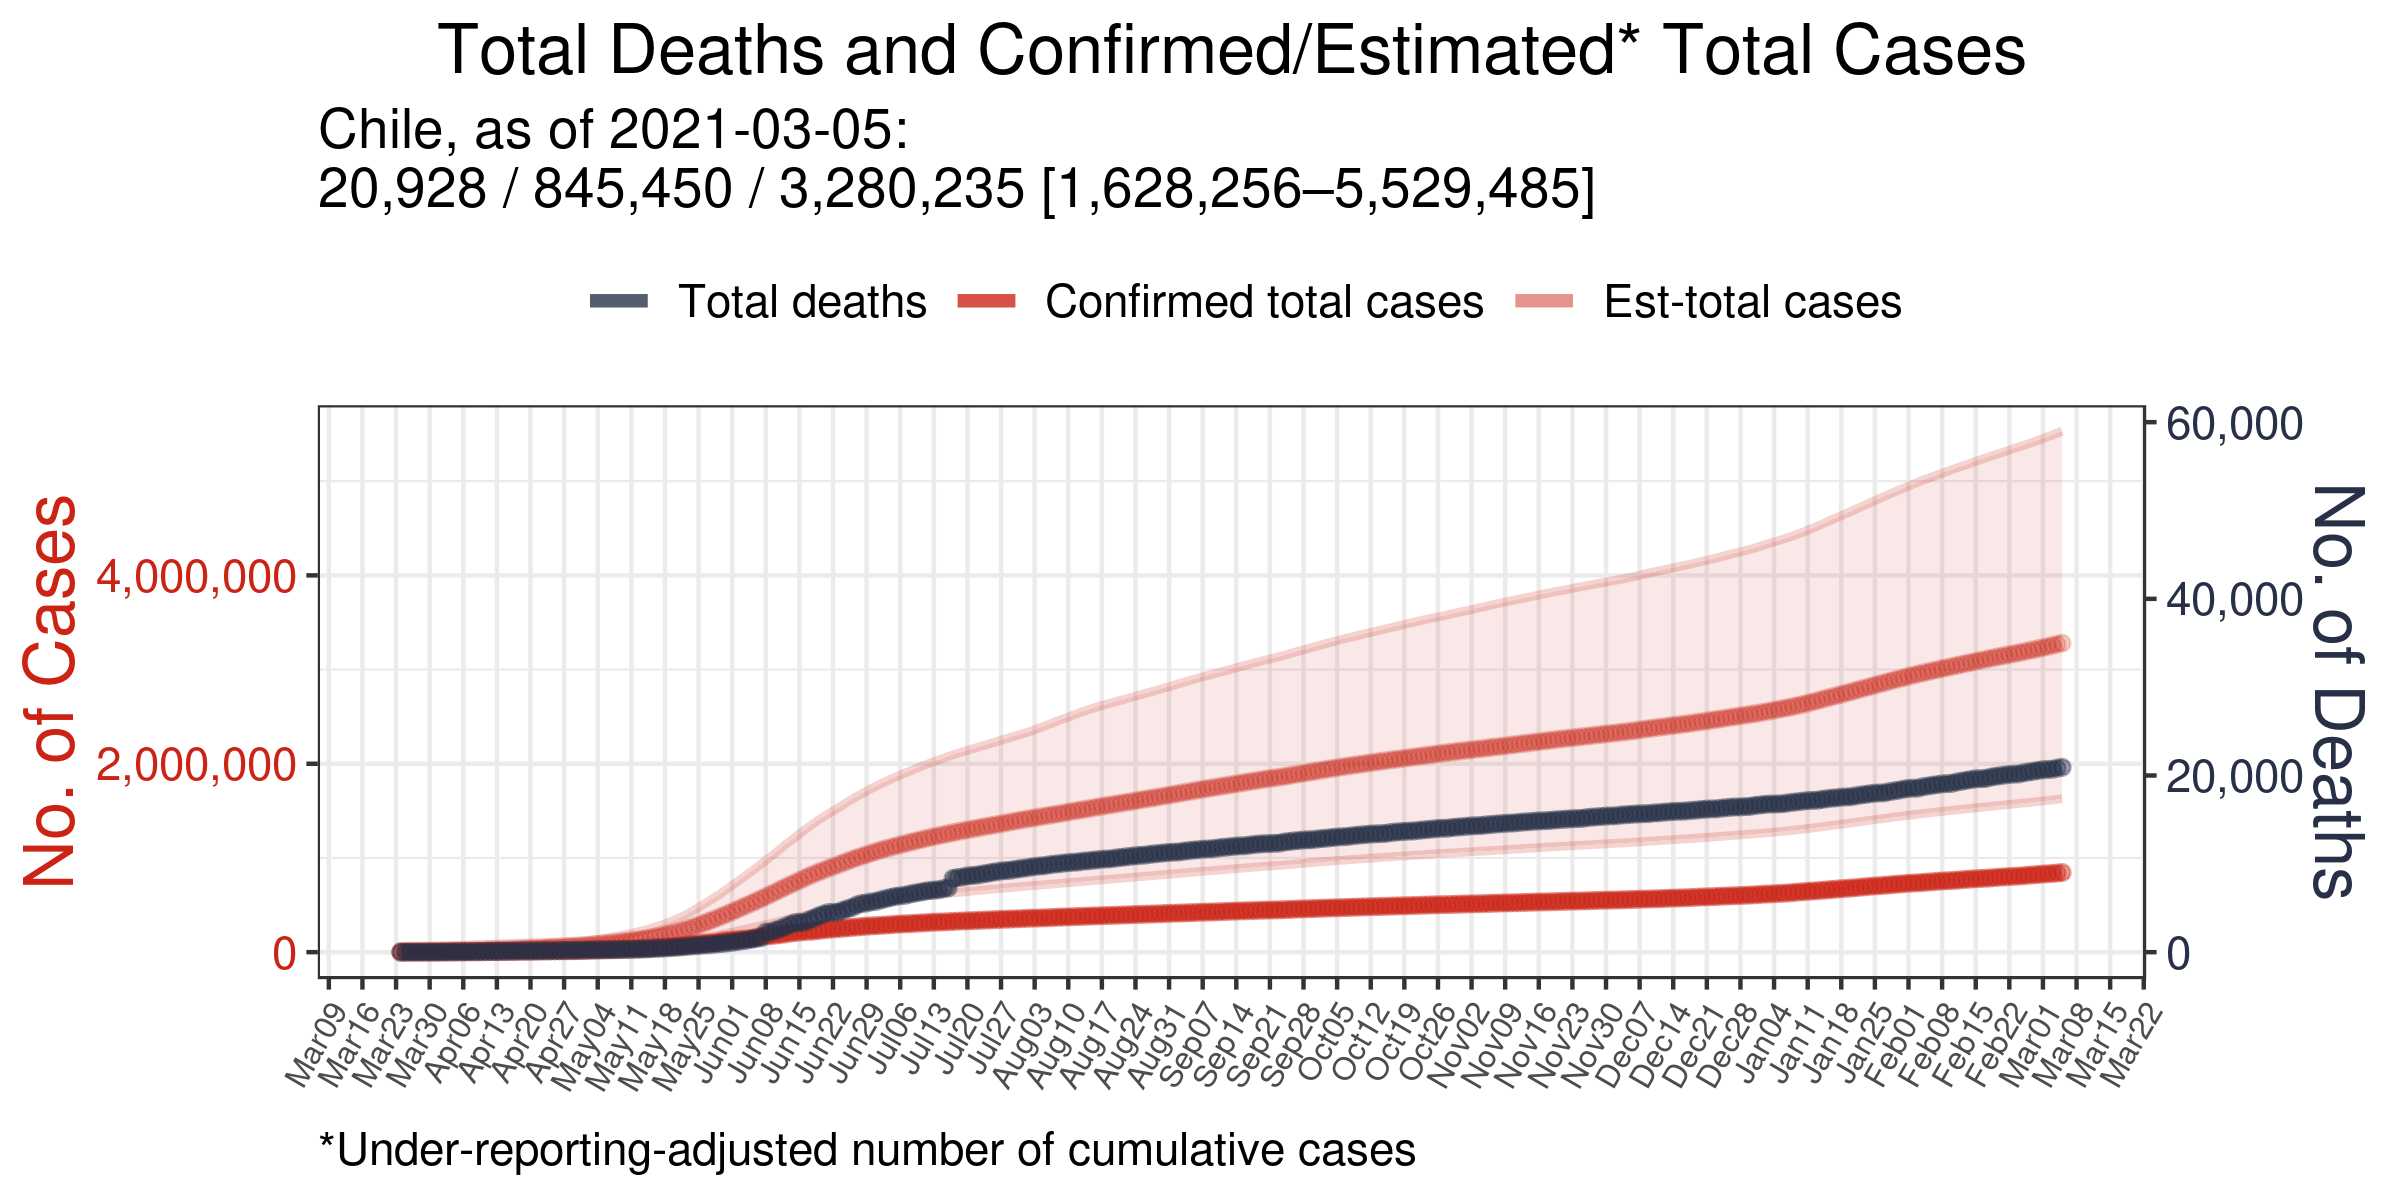 Total Deaths and Confirmed/Estimated* Total Cases
Chile, as of 2021-03-05:
20,928 / 845,450 / 3,280,235 [1,628,256–5,529,485]
Total deaths
Confirmed total cases
Est-total cases
No. of Cases
4,000,000
2,000,000
0
60,000
40,000
20,000
0
No. of Deaths
Mar09
Mar16
Mar23
Mar30
Apr06
Apr13
Apr20
Apr27
May04
May11
May18
May25
Jun01
Jun08
Jun15
Jun22
Jun29
Jul06
Jul13
Jul20
Jul27
Aug03
Aug10
Aug17
Aug24
Aug31
Sep07
Sep14
Sep21
Sep28
Oct05
Oct12
Oct19
Oct26
Nov02
Nov09
Nov16
Nov23
Nov30
Dec07
Dec14
Dec21
Dec28
Jan04
Jan11
Jan18
Jan25
Feb01
Feb08
Feb15
Feb22
Mar01
Mar08
Mar15
Mar22
*Under-reporting-adjusted number of cumulative cases